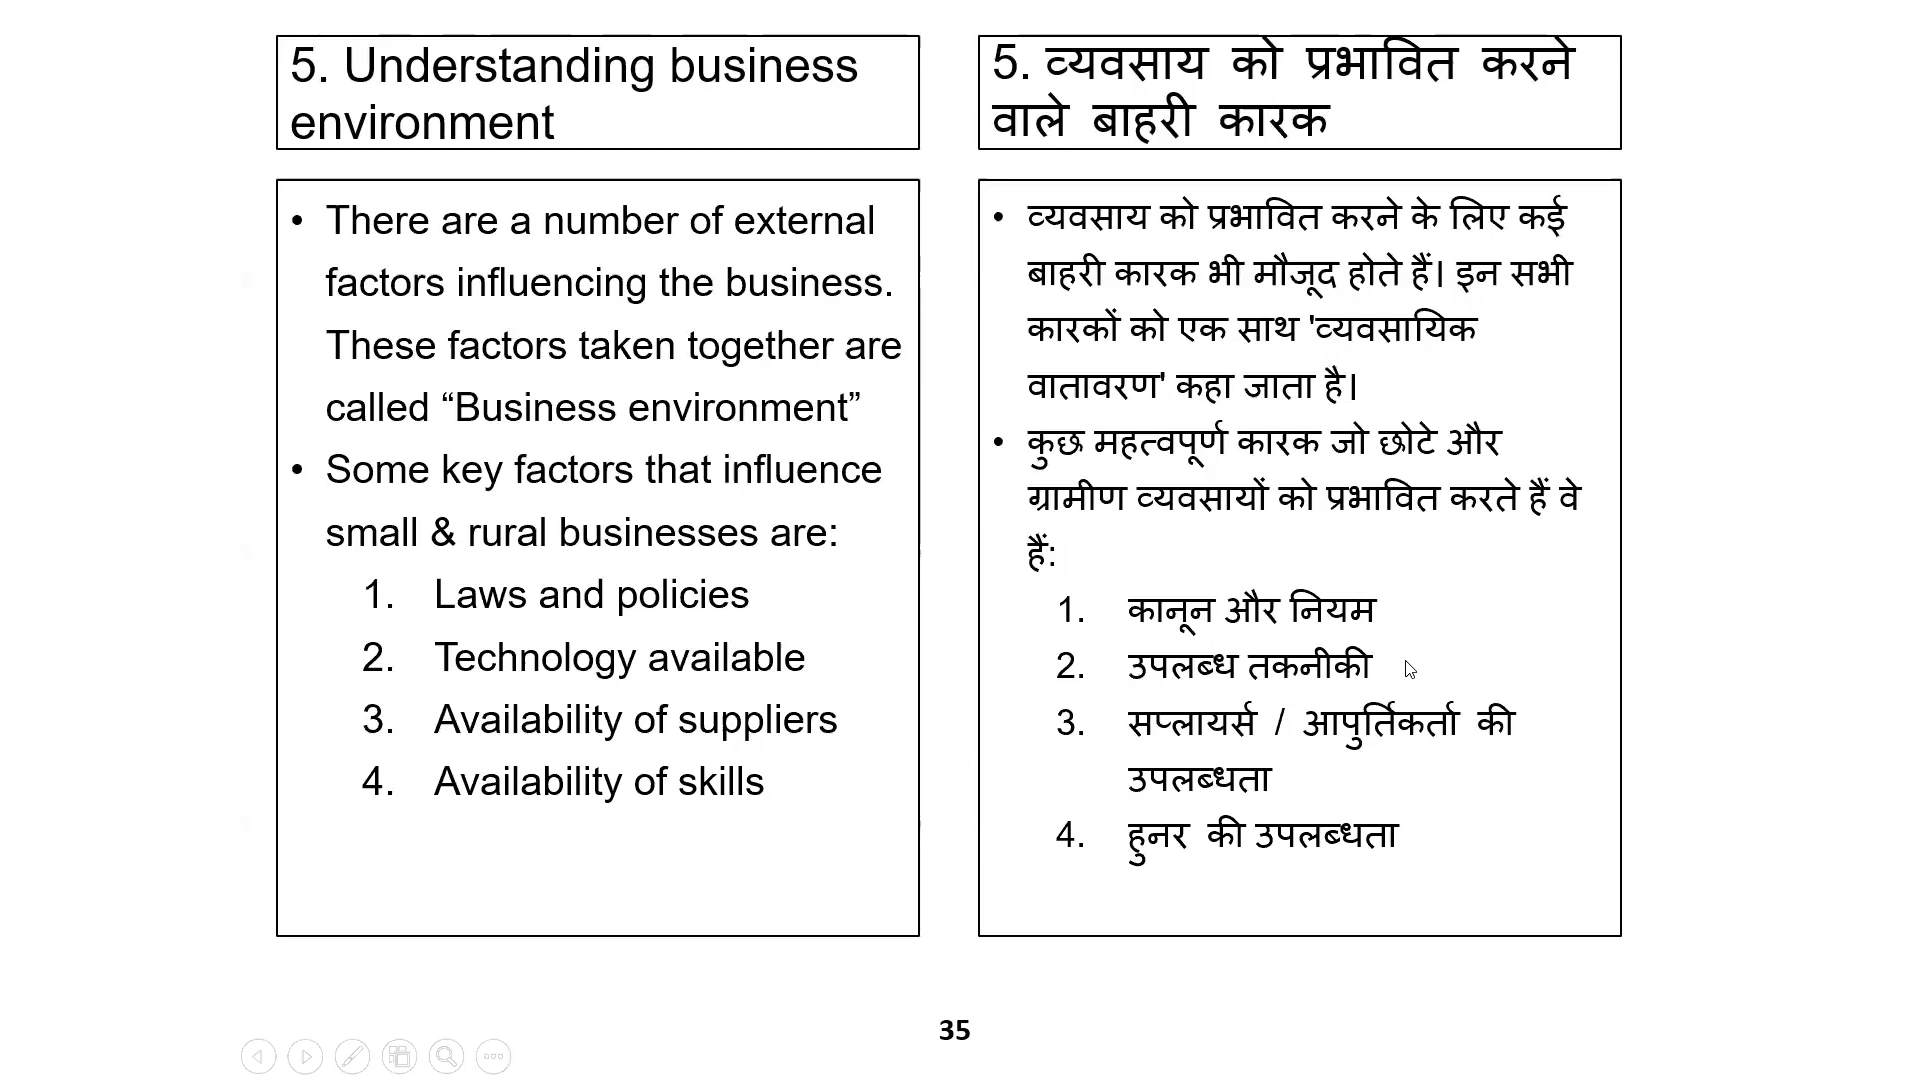 5. Understanding business
environment
There are a number of external
factors influencing the business.
These factors taken together are
called “Business environment”
Some key factors that influence
small & rural businesses are:
1. Laws and policies
2. Technology available
3. Availability of suppliers
4. Availability of skills
5. व्यवसाय को प्रभावित करने
वाले बाहरी कारक
व्यवसाय को प्रभावित करने के लिए कई
बाहरी कारक भी मौजूद होते हैं। इन सभी
कारकों को एक साथ 'व्यवसायिक
वातावरण' कहा जाता है।
कुछ महत्वपूर्ण कारक जो छोटे और
ग्रामीण व्यवसायों को प्रभावित करते हैं वे
हैं:
1. कानून और नियम
2. उपलब्ध तकनीकी
3. सप्लायर्स / आपुर्तिकर्ता की
उपलब्धता
4. हुनर की उपलब्धता
35